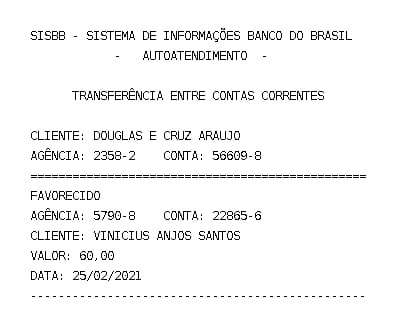 SISBB - SISTEMA DE INFORMAÇÕES BANCO DO BRASIL
- AUTOATENDIMENTO -
TRANSFERÊNCIA ENTRE CONTAS CORRENTES
CLIENTE: DOUGLAS E CRUZ ARAUJO
AGÊNCIA: 2358-2 CONTA: 56609-8
================================================
FAVORECIDO
AGÊNCIA: 5790-8 CONTA: 22865-6
CLIENTE: VINICIUS ANJOS SANTOS
VALOR: 60,00
DATA: 25/02/2021
------------------------------------------------